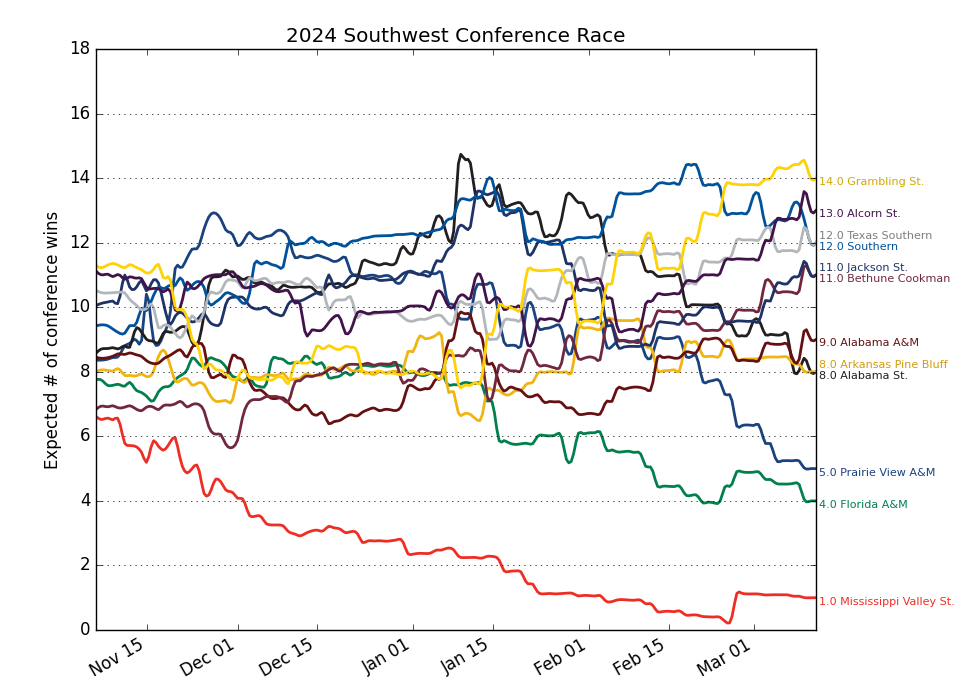 2024 Southwest Conference Race
Expected # of conference wins
18
16
14
12
10
8
6
4
2
0
14.0 Grambling St.
13.0 Alcorn St.
12.0 Texas Southern
12.0 Southern
11.0 Jackson St.
11.0 Bethune Cookman
9.0 Alabama A&M
8.0 Arkansas Pine Bluff
8.0 Alabama St.
5.0 Prairie View A&M
4.0 Florida A&M
1.0 Mississippi Valley St.
Nov 15
Dec 01
Dec 15
Jan 01
Jan 15
Feb 01
Feb 15
Mar 01